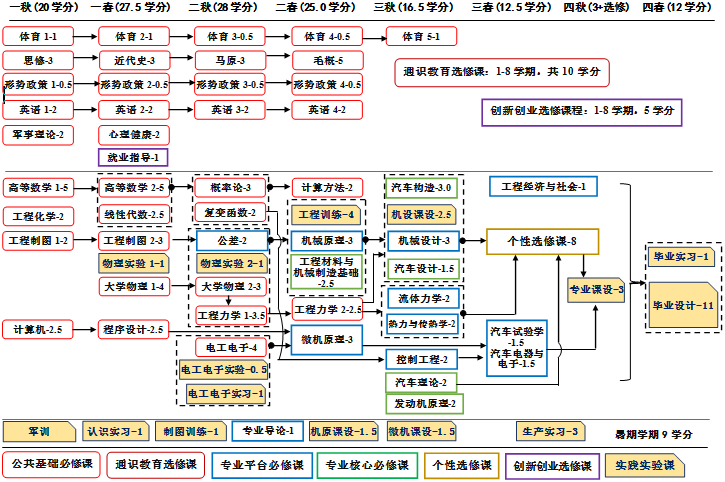 一秋(20学分) 一春(27.5学分) 二秋(28学分) 二春(25.0学分) 三秋(16.5学分) 三春(12.5学分) 四秋(3+选修) 四春(12学分)
体育 1-1 体育 2-1 体育 3-0.5 体育 4-0.5 体育 5-1
思修-3 近代史-3 马原-3 毛概-5
通识教育选修课：1-8学期，共10学分
形势政策 1-0.5 形势政策 2-0.5 形势政策 3-0.5 形势政策 4-0.5
英语 1-2 英语 2-2 英语 3-2 英语 4-2
创新创业选修课程：1-8学期，5学分
军事理论-2 心理健康-2
就业指导-1
高等数学 1-5 高等数学 2-5 概率论-3 计算方法-2 汽车构造-3.0 工程经济与社会-1
工程化学-2 线性代数-2.5 复变函数-2 工程训练-4 机设课设-2.5
工程制图 1-2 工程制图 2-3 公差-2 机械原理-3 机械设计-3 个性选修课-8
物理实验 1-1 物理实验 2-1 工程材料与
机械制造基础
-2.5
汽车设计-1.5 毕业实习-1
大学物理 1-4 大学物理 2-3 专业课设-3
工程力学 1-3.5 工程力学 2-2.5 流体力学-2 毕业设计-11
热力与传热学-2
计算机-2.5 程序设计-2.5 微机原理-3 汽车试验学
-1.5
汽车电器与
电子-1.5
电工电子-4 控制工程-2
电工电子实验-0.5 汽车理论-2
电工电子实习-1 发动机原理-2
军训 认识实习-1 制图训练-1 专业导论-1 机原课设-1.5 微机课设-1.5 生产实习-3 暑期学期 9 学分
公共基础必修课 通识教育选修课 专业平台必修课 专业核心必修课 个性选修课 创新创业选修课 实践实验课